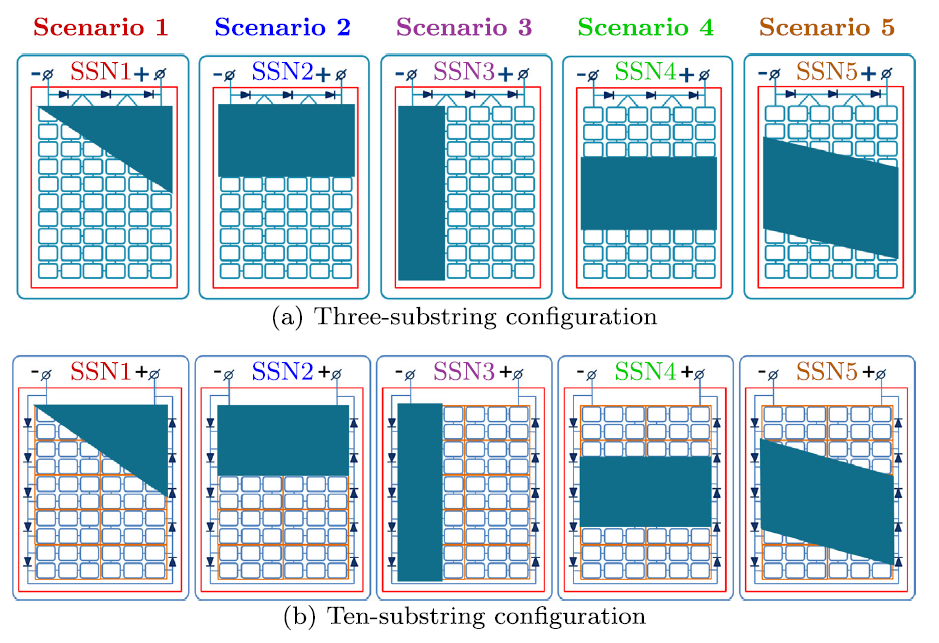 Scenario 1 Scenario 2 Scenario 3 Scenario 4 Scenario 5
-⌀ SSN1+⌀ -⌀ SSN2+⌀ -⌀ SSN3+⌀ -⌀ SSN4+⌀ -⌀ SSN5+⌀
(a) Three-substring configuration
-⌀ SSN1+⌀ -⌀ SSN2+⌀ -⌀ SSN3+⌀ -⌀ SSN4+⌀ -⌀ SSN5+⌀
(b) Ten-substring configuration